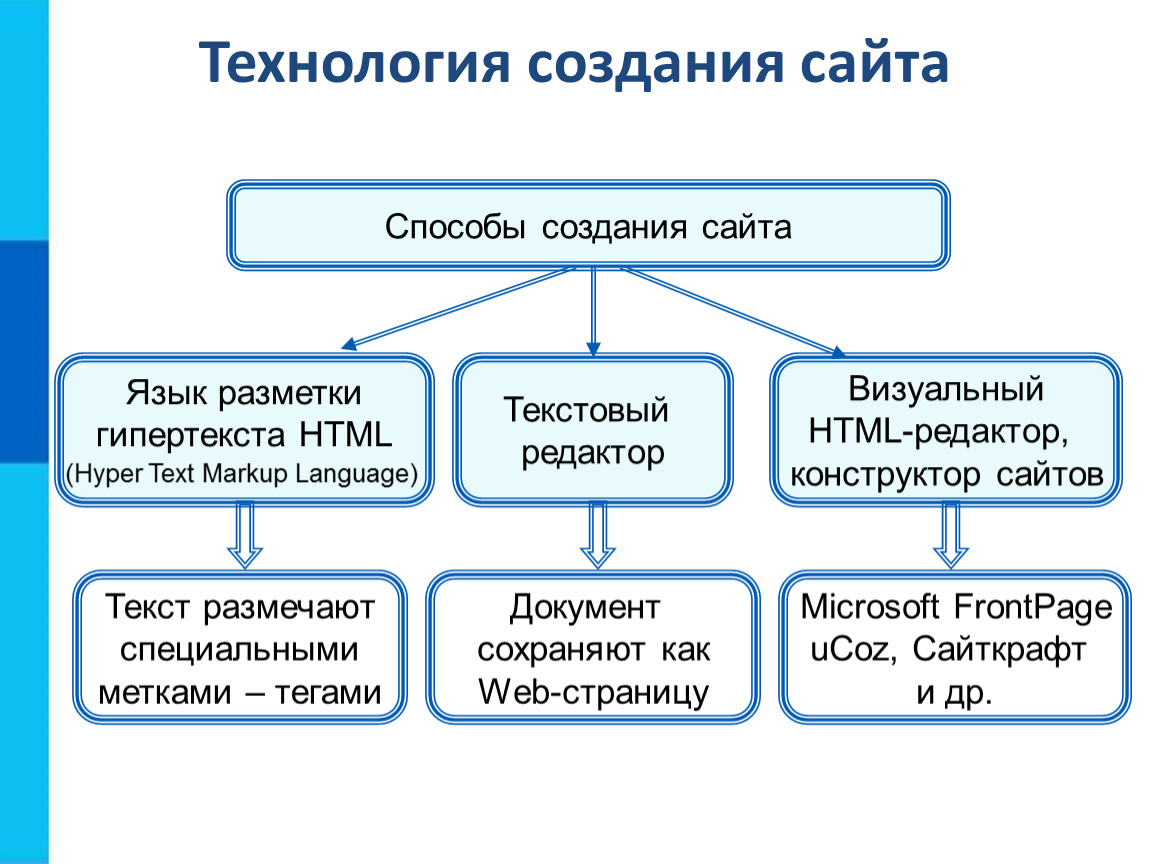 Технология создания сайта
Способы создания сайта
Язык разметки
гипертекста HTML
(Hyper Text Markup Language)
Текстовый
редактор
Визуальный
HTML-редактор,
конструктор сайтов
Текст размечают
специальными
метками – тегами
Документ
сохраняют как
Web-страницу
Microsoft FrontPage
uCoz, Сайткрафт
и др.